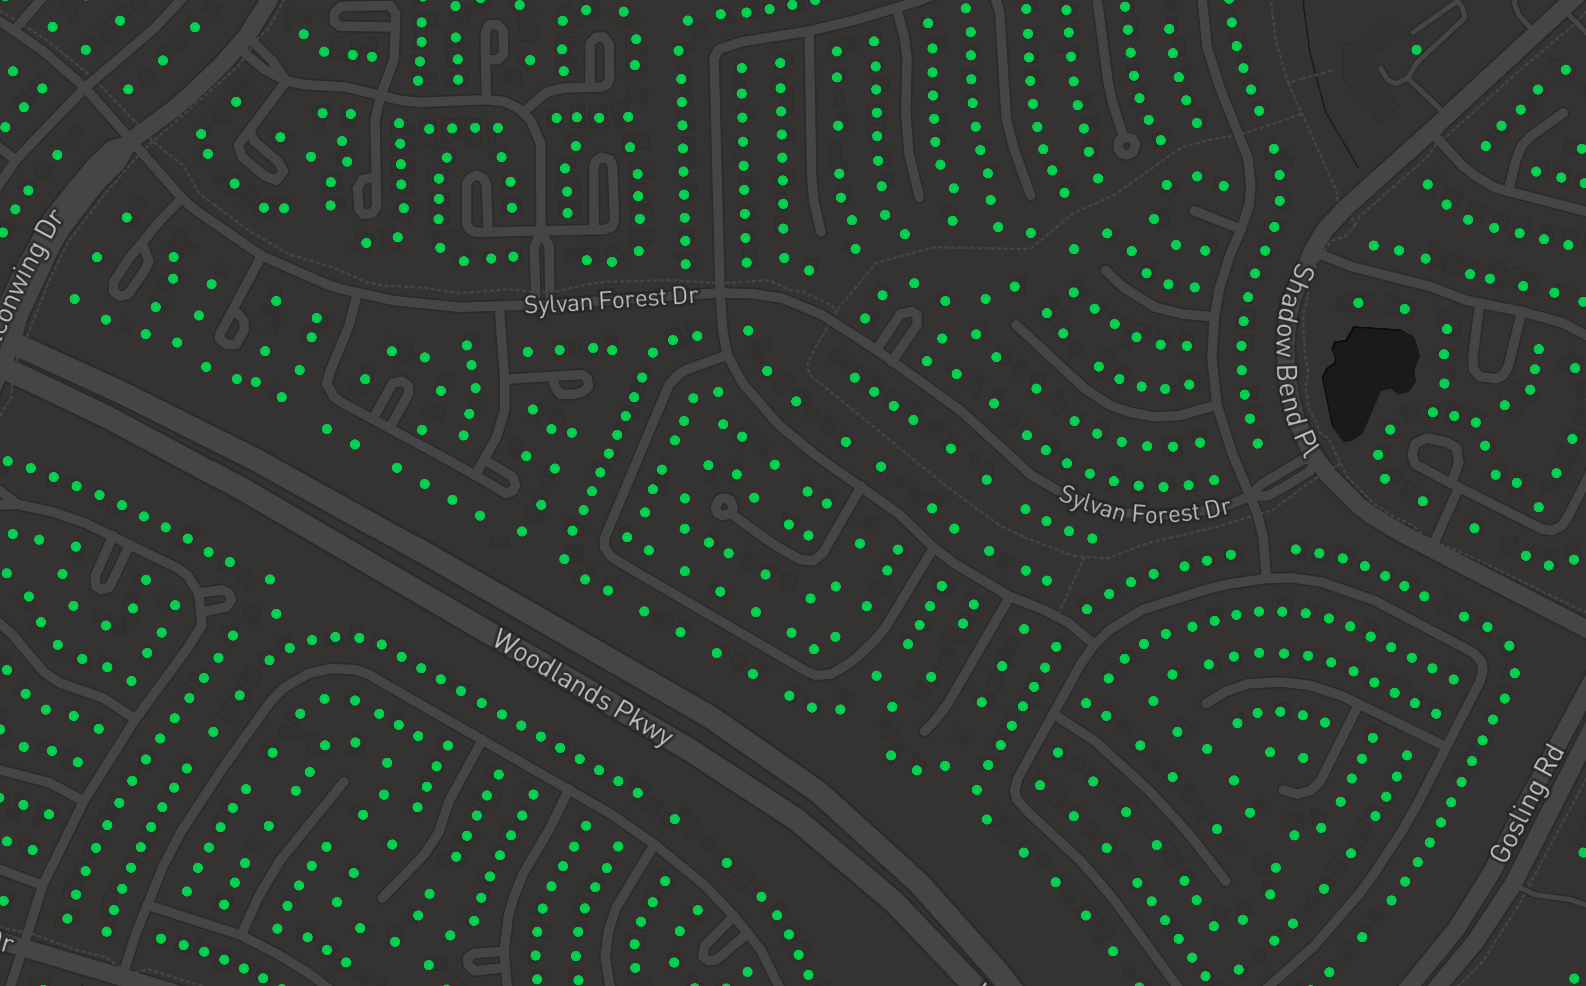 Sylvan Forest Dr
Shadow Bend Pl
Sylvan Forest Dr
Woodlands Pkwy
Gosling Rd